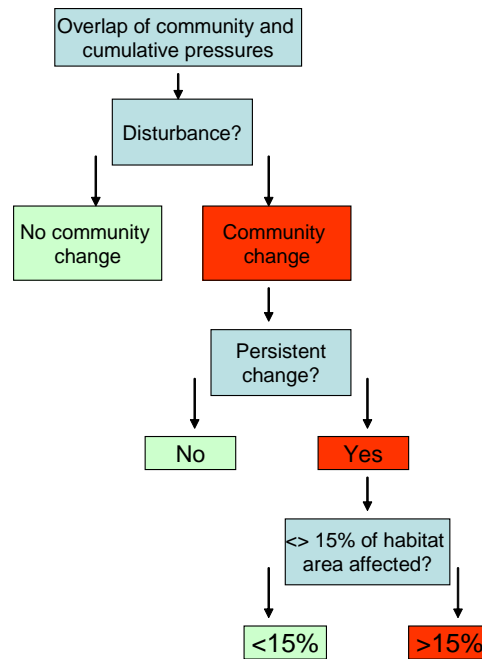 Overlap of community and
cumulative pressures
Disturbance?
No community
change
Community
change
Persistent
change?
No
Yes
<> 15% of habitat
area affected?
<15%
>15%